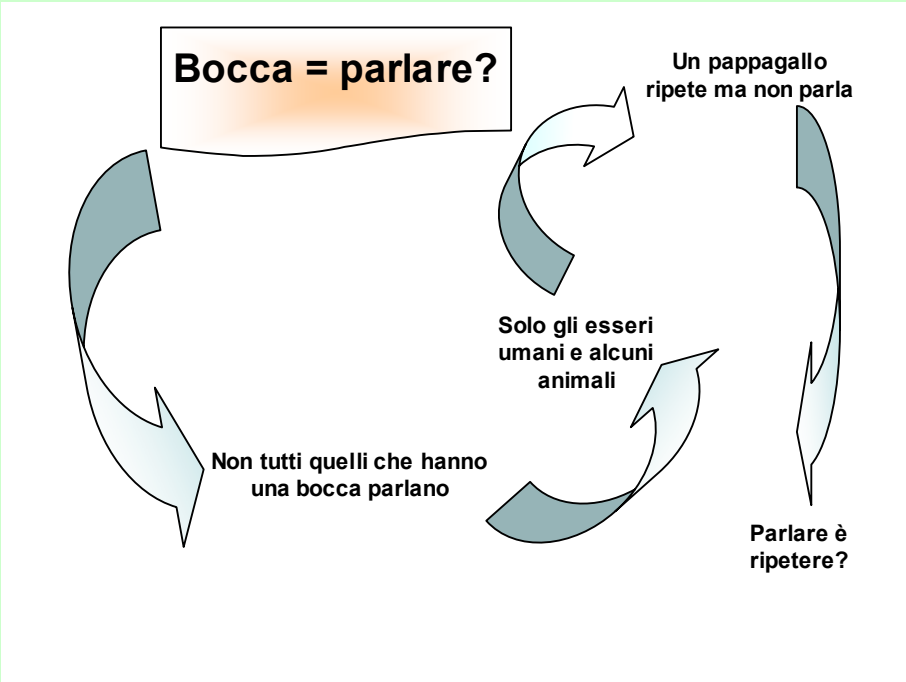 Bocca = parlare?
Non tutti quelli che hanno
una bocca parlano
Solo gli esseri
umani e alcuni
animali
Un pappagallo
ripete ma non parla
Parlare è
ripetere?